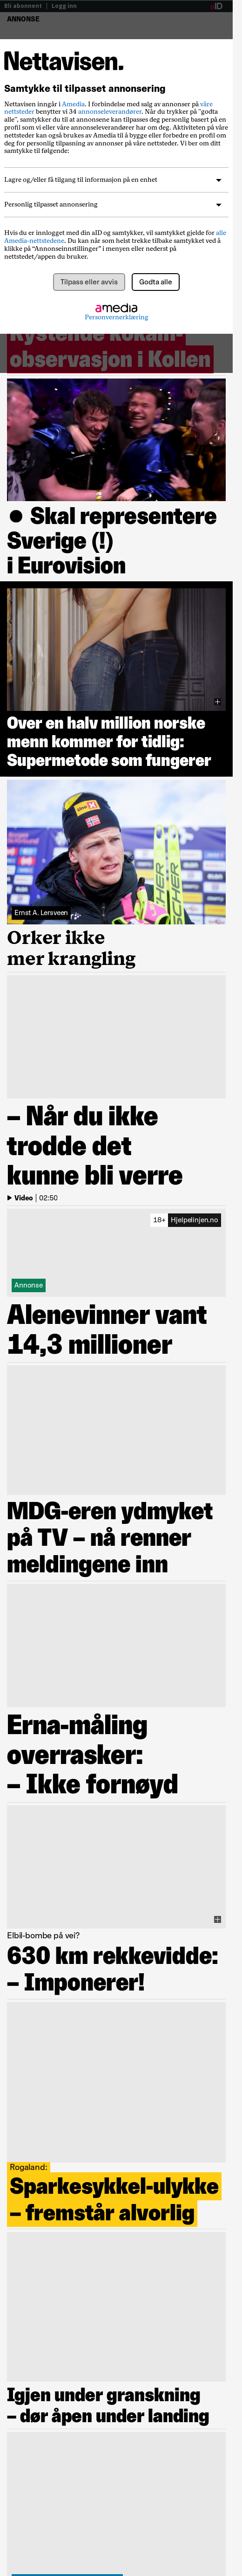 Bli abonnent | Logg inn
aID
ANNONSE
Nettavisen.
Samtykke til tilpasset annonsering
Nettavisen inngår i Amedia. I forbindelse med salg av annonser på våre
nettsteder benytter vi 34 annonseleverandører. Når du trykker på "godta
alle", samtykker du til at annonsene kan tilpasses deg personlig basert på en
profil som vi eller våre annonseleverandører har om deg. Aktiviteten på våre
nettsteder kan også brukes av Amedia til å bygge eller forbedre en profil om
deg for personlig tilpasning av annonser på våre nettsteder. Vi ber om ditt
samtykke til følgende:
Lagre og/eller få tilgang til informasjon på en enhet
Personlig tilpasset annonsering
Hvis du er innlogget med din aID og samtykker, vil samtykket gjelde for alle
Amedia-nettstedene. Du kan når som helst trekke tilbake samtykket ved å
klikke på “Annonseinnstillinger” i menyen eller nederst på
nettstedet/appen du bruker.
Tilpass eller avvis
Godta alle
amedia
Personvernerklæring
observasjon i Kollen
● Skal representere
Sverige (!)
i Eurovision
Over en halv million norske
menn kommer for tidlig:
Supermetode som fungerer
Ernst A. Lersveen
Orker ikke
mer krangling
– Når du ikke
trodde det
kunne bli verre
Video | 02:50
18+ Hjelpelinjen.no
Annonse
Alenevinner vant
14,3 millioner
MDG-eren ydmyket
på TV – nå renner
meldingene inn
Erna-måling
overrasker:
– Ikke fornøyd
Elbil-bombe på vei?
630 km rekkevidde:
– Imponerer!
Rogaland:
Sparkesykkel-ulykke
– fremstår alvorlig
Igjen under granskning
– dør åpen under landing